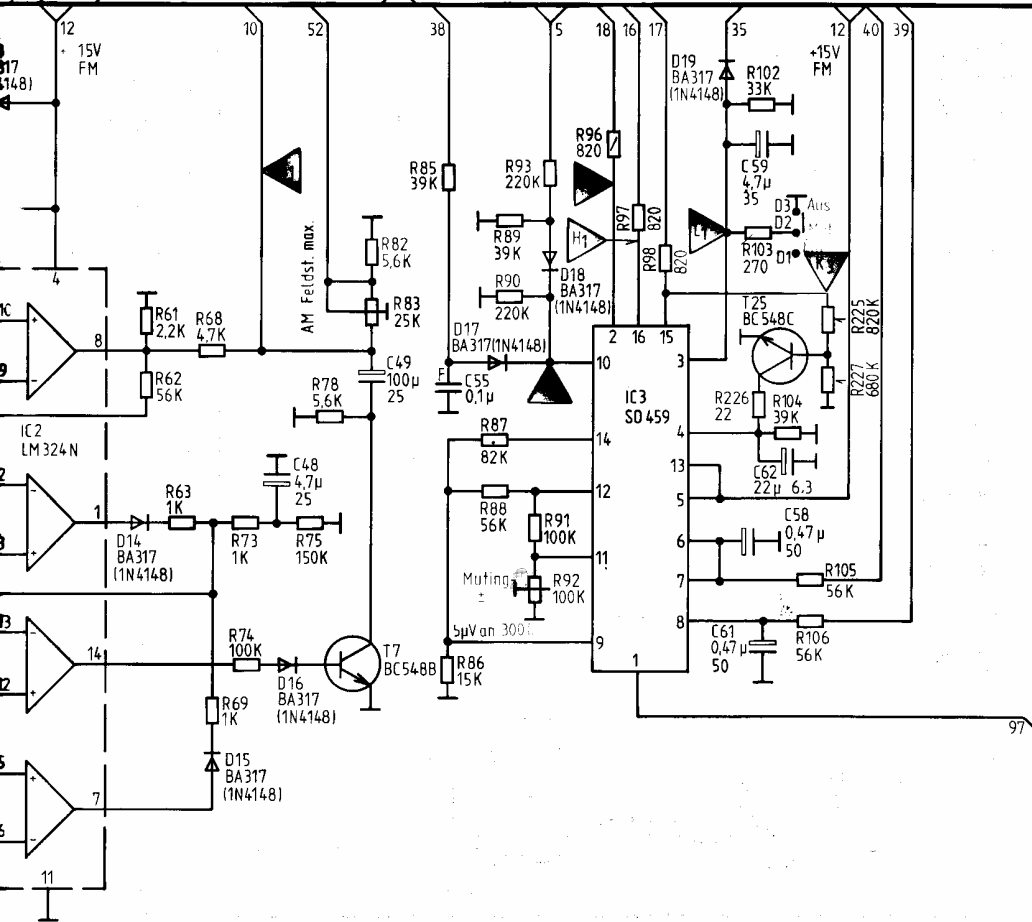 12
10
52
38
5
18
16
17
35
12
40
39
+ 15V
FM
317
4148)
+15V
FM
D19
BA317
(1N4148)
R102
33K
R96
820
C59
4,7µ
35
R85
39K
R93
220K
R97
820
R89
39K
H1
L1
D3
Aus
D2
D1
R103
270
K
R98
820
R82
5,6K
AM Feldst. max.
R83
25K
R90
220K
D18
BA317
(1N4148)
4
T25
BC548C
R225
820K
R227
680K
R61
2,2K
R68
4,7K
8
9
D17
BA317(1N4148)
2
16
15
10
3
R62
56K
C49
100µ
25
F
C55
0,1µ
IC3
SD459
R226
22
R104
39K
R78
5,6K
R87
82K
14
4
IC2
LM324N
C62
22µ 6.3
13
5
C48
4,7µ
25
R88
56K
12
R63
1K
1
R73
1K
R75
150K
R91
100K
C58
0,47µ
50
6
D14
BA317
(1N4148)
11
Muting
±
R92
100K
7
R105
56K
R74
100K
5µV an 300
9
8
R106
56K
C61
0,47µ
50
14
T7
BC548B
R86
15K
1
D16
BA317
(1N4148)
R69
1K
97
D15
BA317
(1N4148)
7
11